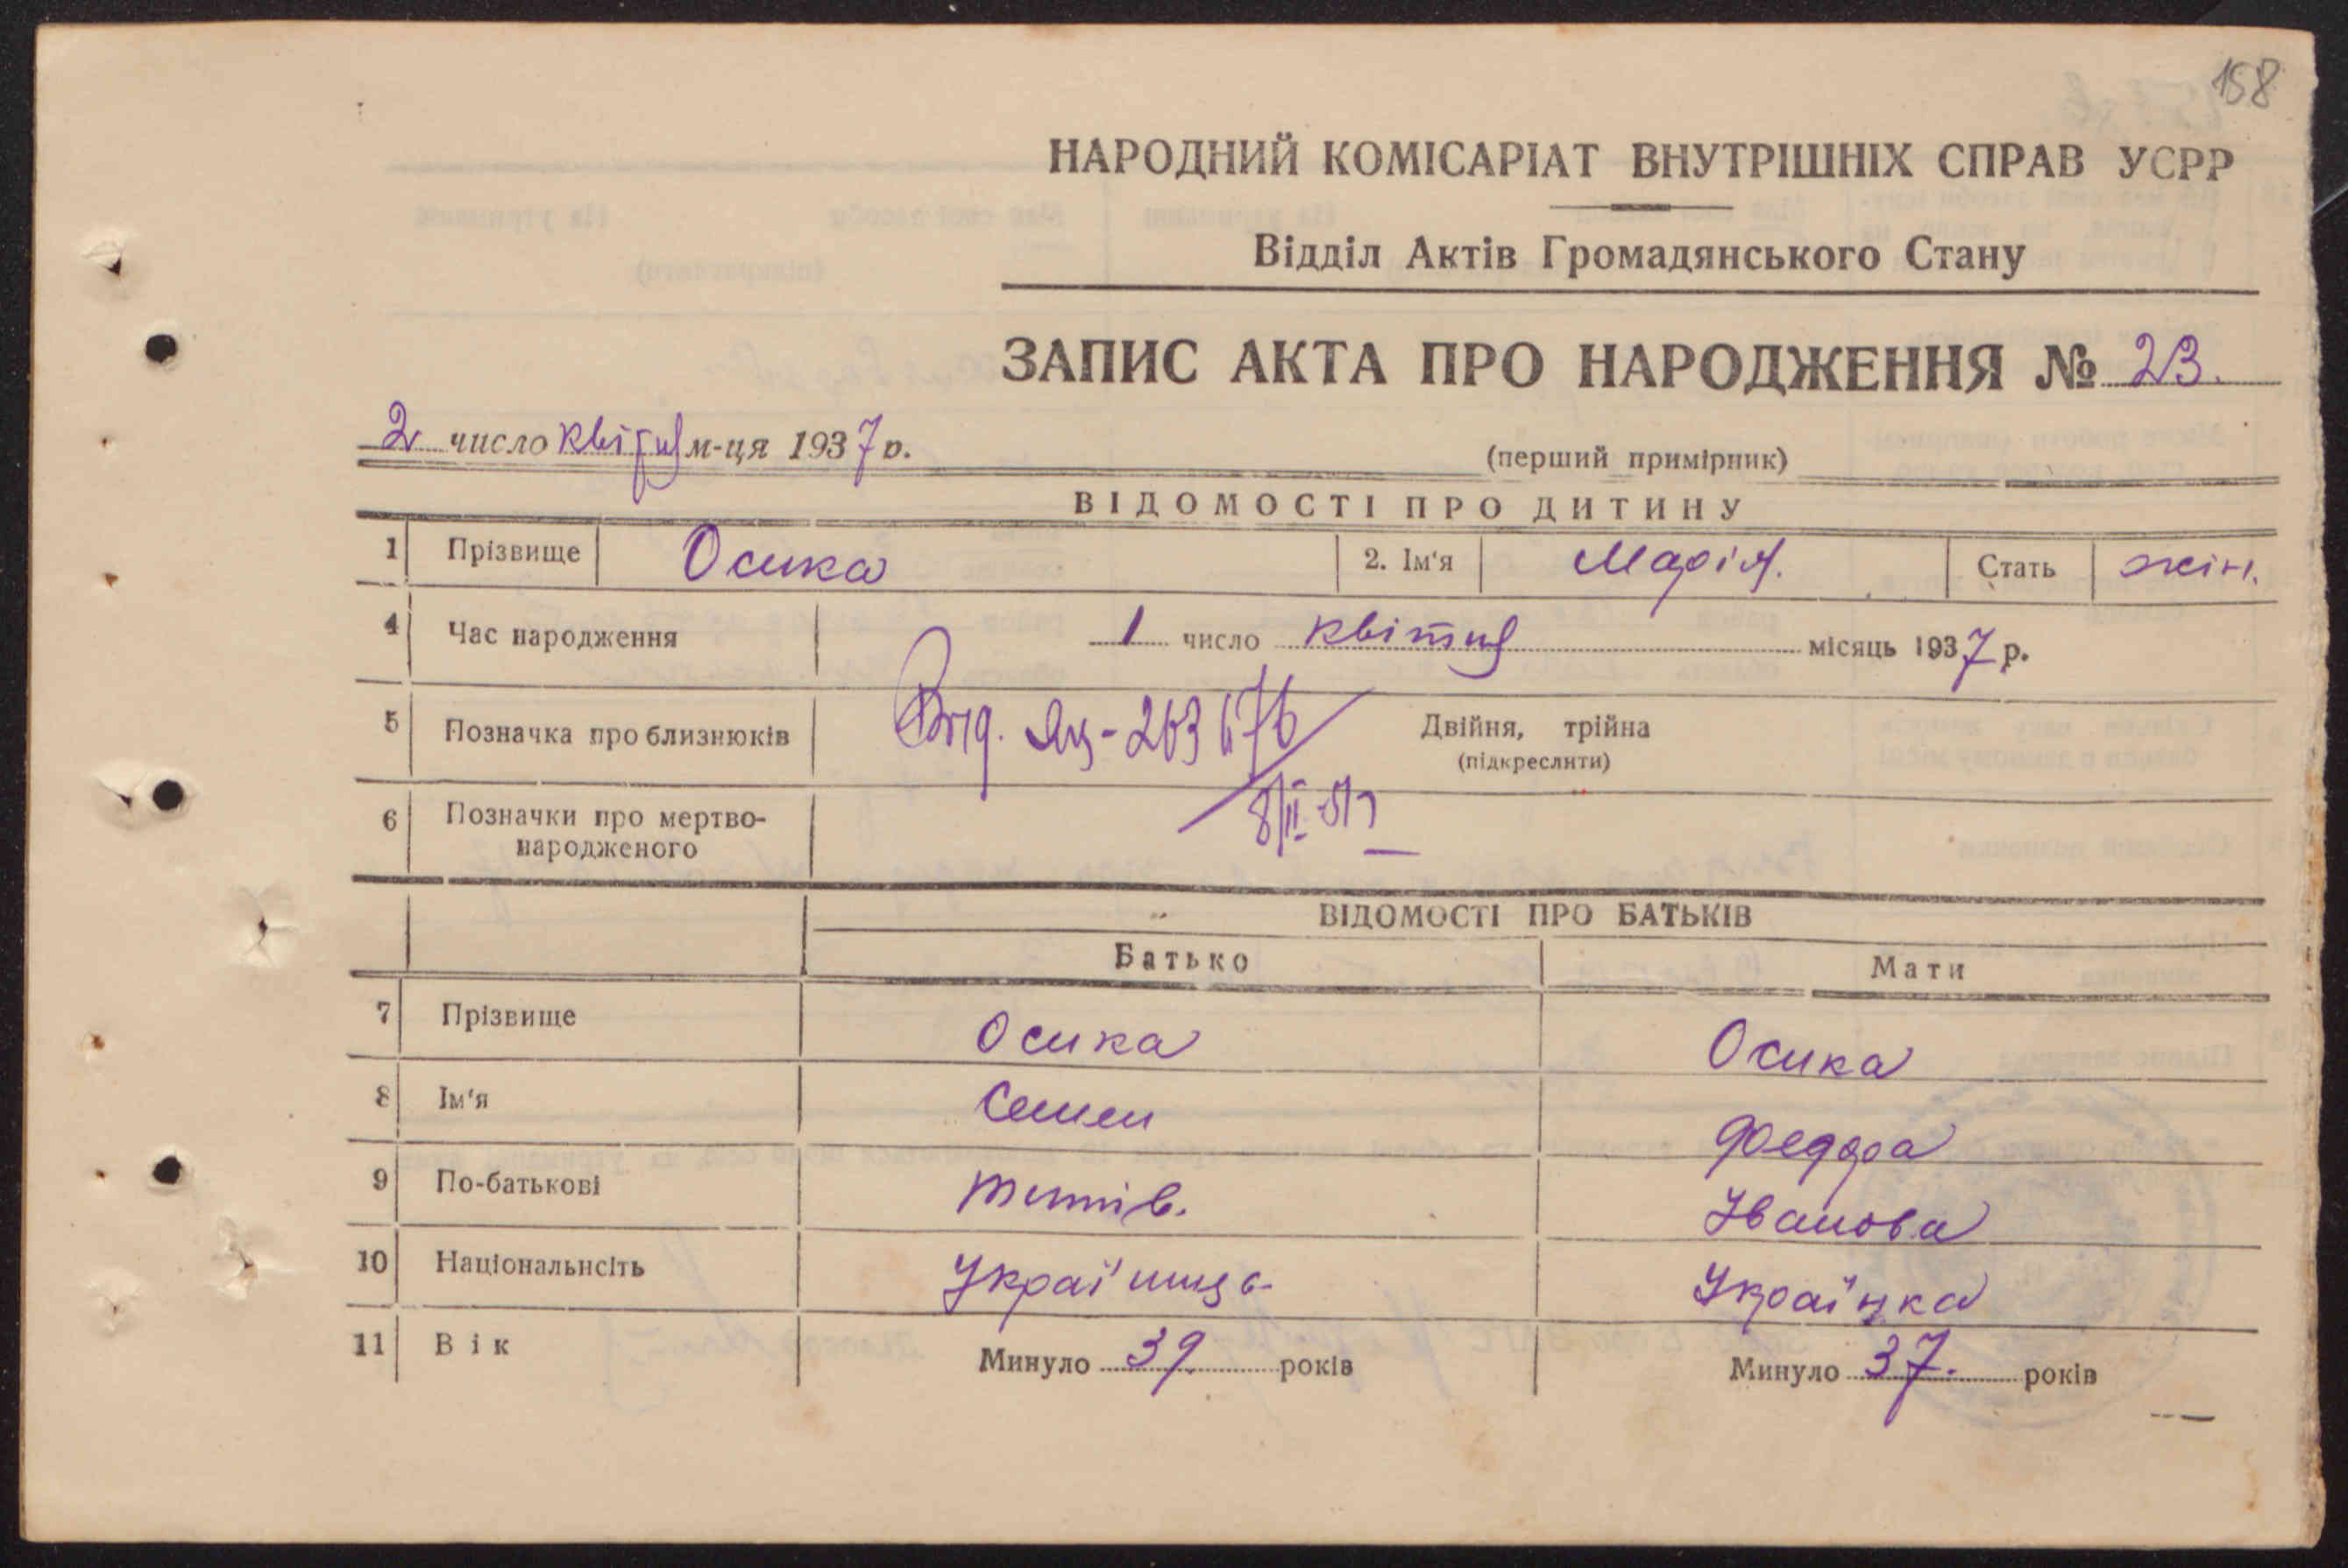 158
НАРОДНИЙ КОМІСАРІАТ ВНУТРІШНІХ СПРАВ УСРР
Відділ Актів Громадянського Стану
ЗАПИС АКТА ПРО НАРОДЖЕННЯ № 23.
2 число квітня м-ця 1937 р.
(перший примірник)
ВІДОМОСТІ ПРО ДИТИНУ
1 Прізвище Осика 2. Ім'я Марія. Стать жін.
4 Час народження 1 число квітня місяць 1937 р.
5 Позначка про близнюків Двійня, трійна
(підкреслити)
6 Позначки про мертво-
народженого
ВІДОМОСТІ ПРО БАТЬКІВ
Батько Мати
7 Прізвище Осика Осика
8 Ім'я Семен Федора
9 По-батькові Титів. Іванова
10 Національнсіть Українець Українка
11 Вік Минуло 39 років Минуло 37. років